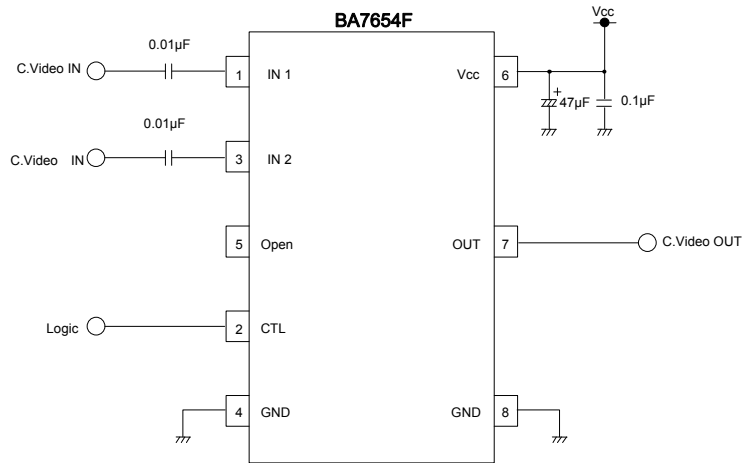 BA7654F
Vcc
0.01µF
C.Video IN
1
IN 1
Vcc
6
+
47µF
0.1µF
0.01µF
C.Video IN
3
IN 2
5
Open
OUT
7
C.Video OUT
Logic
2
CTL
4
GND
GND
8